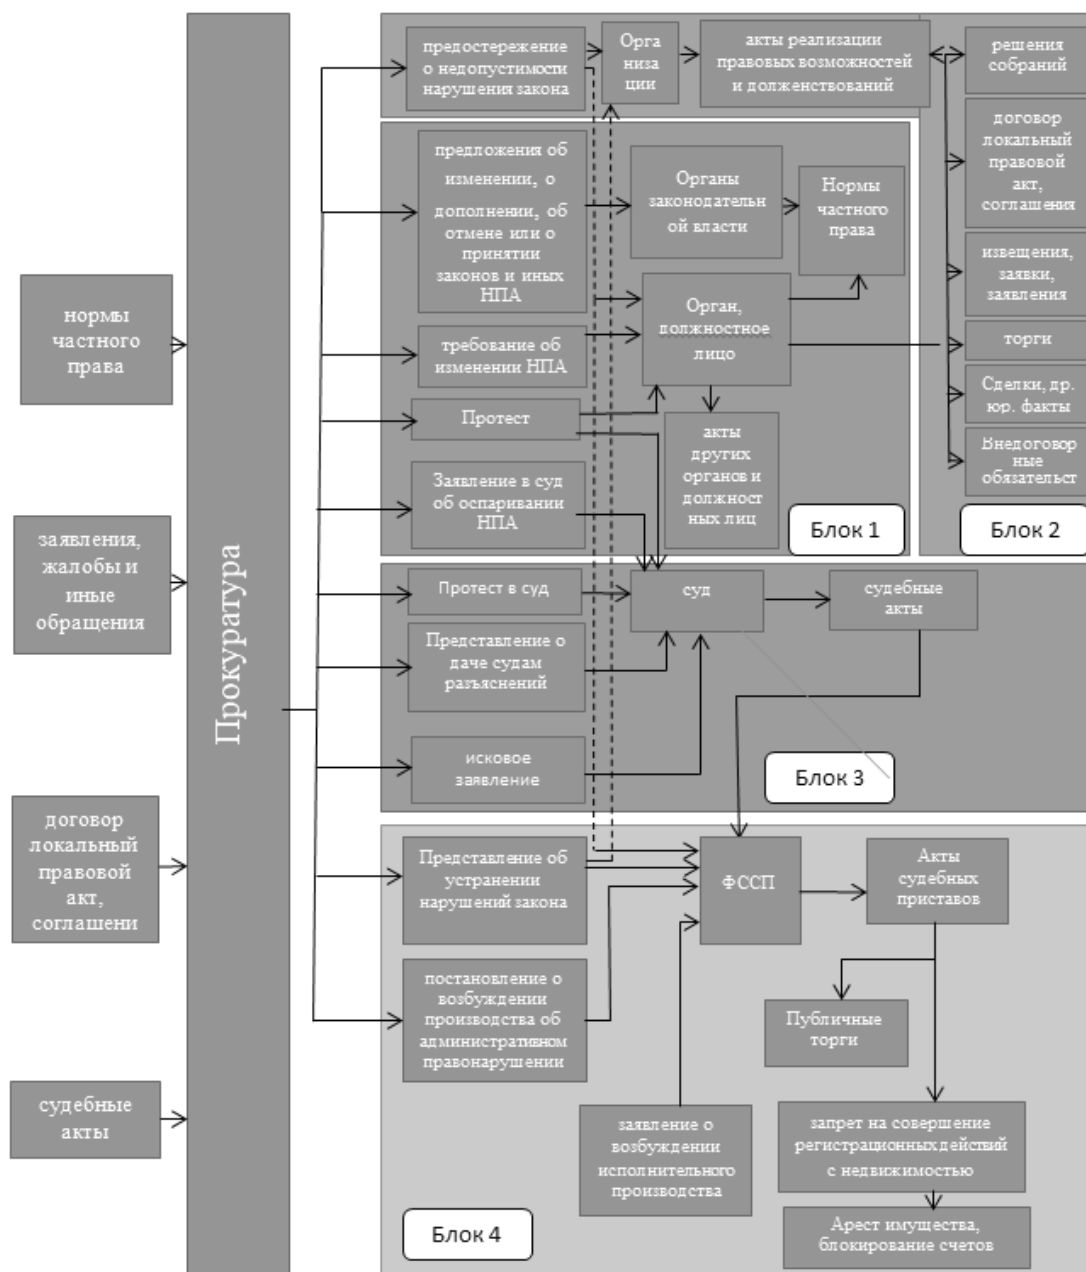 нормы
частного
права
заявления,
жалобы и
иные
обращения
договор
локальный
правовой
акт,
соглашени
судебные
акты
Прокуратура
предостережение
о недопустимости
нарушения закона
Орга
низа
ции
акты реализации
правовых возможностей
и долженствований
решения
собраний
договор
локальный
правовой
акт,
соглашения
извещения,
заявки,
заявления
торги
Сделки, др.
юр. факты
Внедоговор
ные
обязательст
Блок 2
предложения об
изменении, о
дополнении, об
отмене или о
принятии
законов и иных
НПА
Органы
законодательн
ой власти
Нормы
частного
права
требование об
изменении НПА
Орган,
должностное
лицо
Протест
акты
других
органов и
должност
ных лиц
Заявление в суд
об оспаривании
НПА
Блок 1
Протест в суд
суд
судебные
акты
Представление о
даче судам
разъяснений
исковое
заявление
Блок 3
Представление об
устранении
нарушений закона
ФССП
Акты
судебных
приставов
постановление о
возбуждении
производства об
административном
правонарушении
Публичные
торги
заявление о
возбуждении
исполнительного
производства
запрет на совершение
регистрационных действий
с недвижимостью
Арест имущества,
блокирование счетов
Блок 4